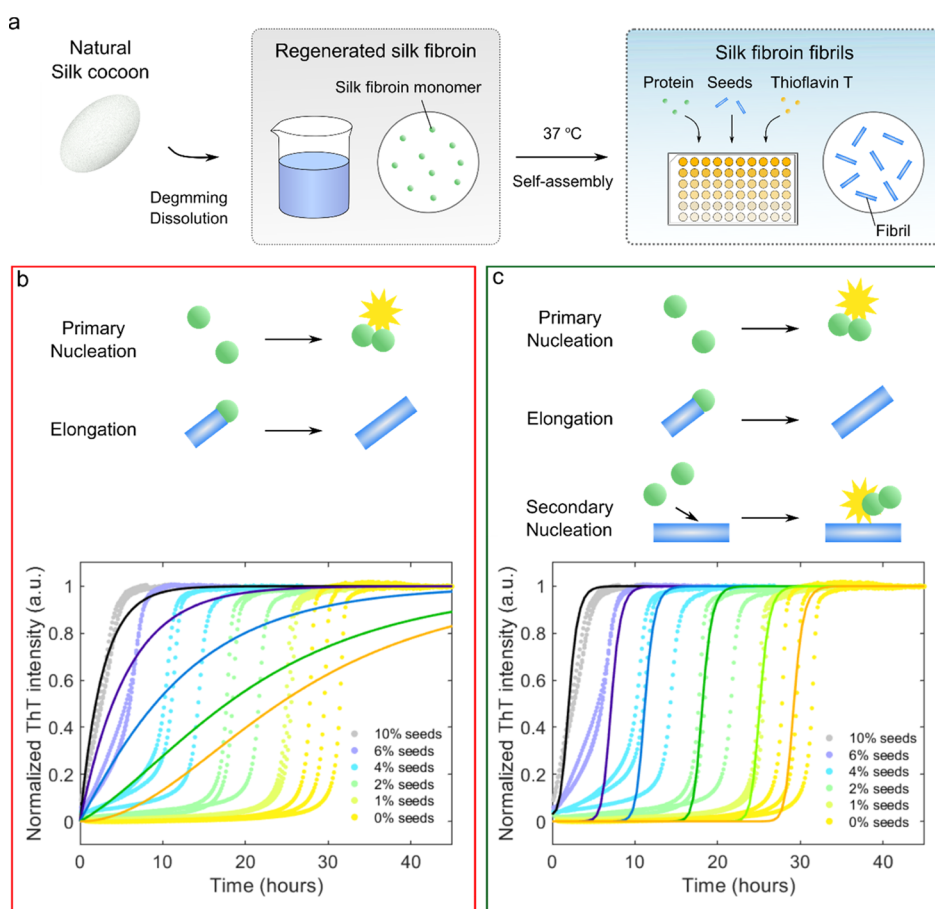 a
Natural
Silk cocoon
Degmming
Dissolution
Regenerated silk fibroin
Silk fibroin monomer
37 °C
Self-assembly
Silk fibroin fibrils
Protein Seeds Thioflavin T
Fibril
b
Primary
Nucleation
Elongation
Normalized ThT intensity (a.u.)
1
0.8
0.6
0.4
0.2
0
10% seeds
6% seeds
4% seeds
2% seeds
1% seeds
0% seeds
0 10 20 30 40
Time (hours)
c
Primary
Nucleation
Elongation
Secondary
Nucleation
Normalized ThT intensity (a.u.)
1
0.8
0.6
0.4
0.2
0
10% seeds
6% seeds
4% seeds
2% seeds
1% seeds
0% seeds
0 10 20 30 40
Time (hours)